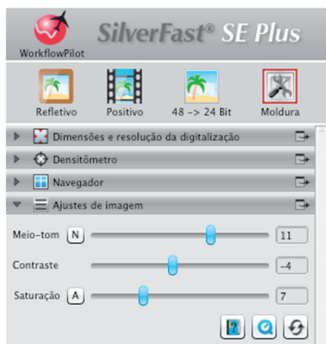 SilverFast® SE Plus
WorkflowPilot
Refletivo Positivo 48 -> 24 Bit Moldura
Dimensões e resolução da digitalização
Densitômetro
Navegador
Ajustes de imagem
Meio-tom N 11
Contraste -4
Saturação A 7